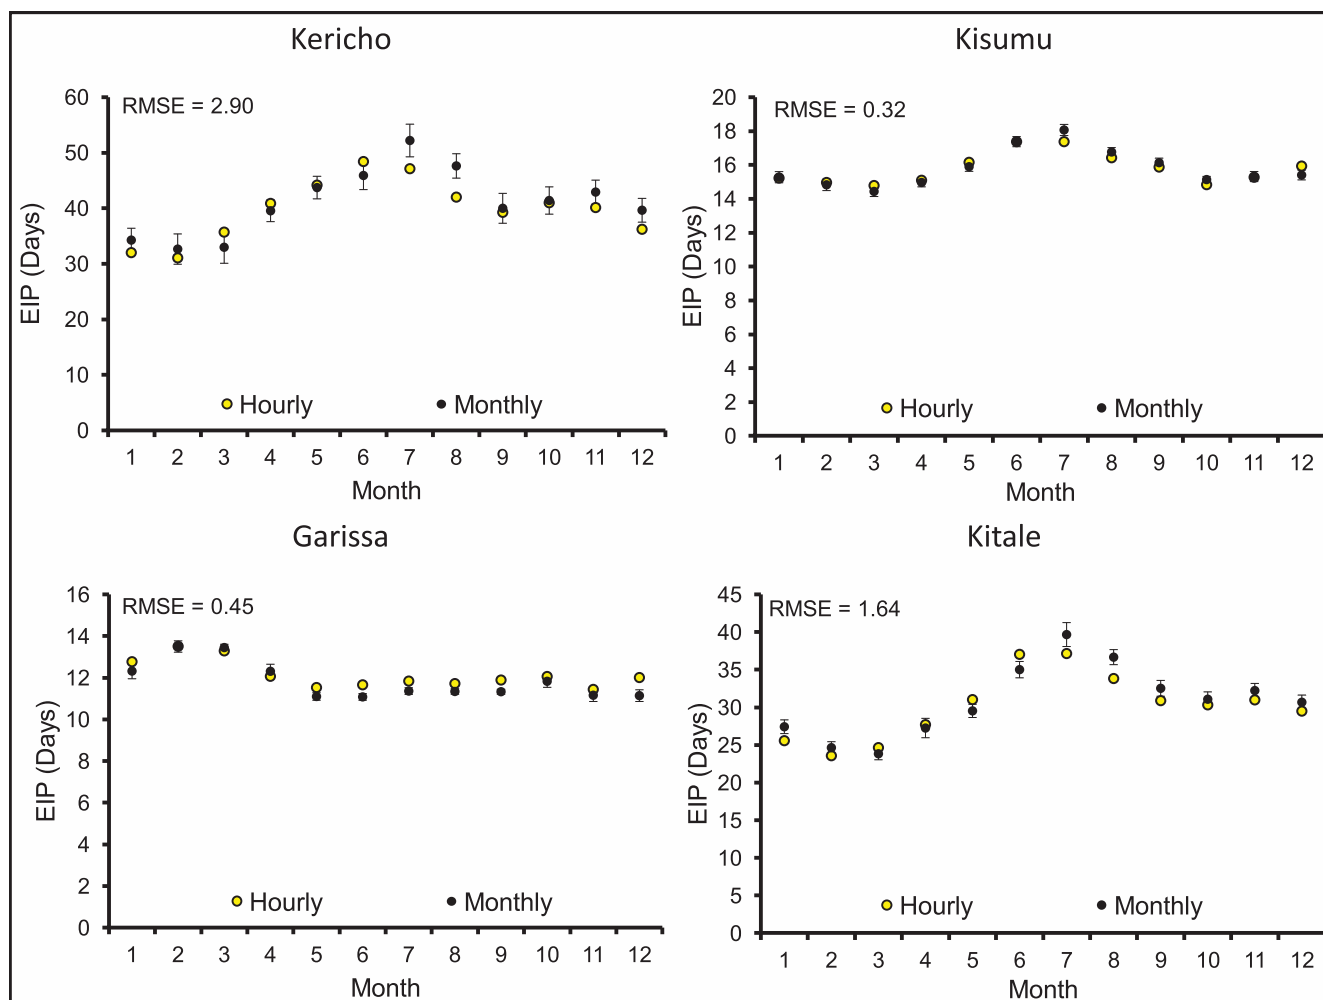 Kericho
RMSE = 2.90
EIP (Days)
60
50
40
30
20
10
0
Hourly
Monthly
1 2 3 4 5 6 7 8 9 10 11 12
Month
Kisumu
RMSE = 0.32
EIP (Days)
20
18
16
14
12
10
8
6
4
2
0
Hourly
Monthly
1 2 3 4 5 6 7 8 9 10 11 12
Month
Garissa
RMSE = 0.45
EIP (Days)
16
14
12
10
8
6
4
2
0
Hourly
Monthly
1 2 3 4 5 6 7 8 9 10 11 12
Month
Kitale
RMSE = 1.64
EIP (Days)
45
40
35
30
25
20
15
10
5
0
Hourly
Monthly
1 2 3 4 5 6 7 8 9 10 11 12
Month